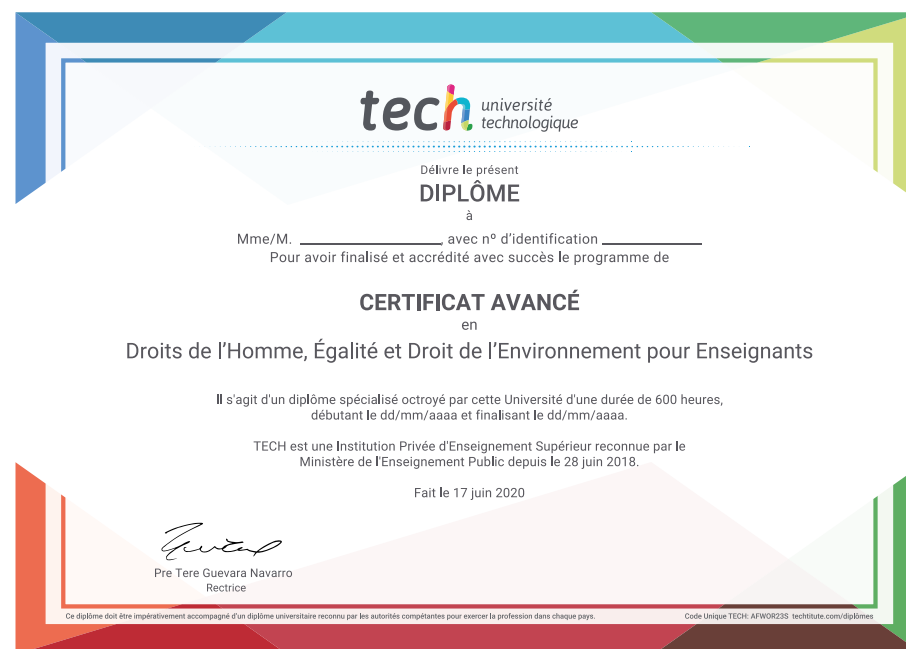 tech université
technologique
Délivre le présent
DIPLÔME
à
Mme/M. ____________________, avec nº d'identification ______________
Pour avoir finalisé et accrédité avec succès le programme de
CERTIFICAT AVANCÉ
en
Droits de l'Homme, Égalité et Droit de l'Environnement pour Enseignants
Il s'agit d'un diplôme spécialisé octroyé par cette Université d'une durée de 600 heures,
débutant le dd/mm/aaaa et finalisant le dd/mm/aaaa.
TECH est une Institution Privée d'Enseignement Supérieur reconnue par le
Ministère de l'Enseignement Public depuis le 28 juin 2018.
Fait le 17 juin 2020
Pre Tere Guevara Navarro
Rectrice
Ce diplôme doit être impérativement accompagné d'un diplôme universitaire reconnu par les autorités compétentes pour exercer la profession dans chaque pays.
Code Unique TECH: AFWOR23S techtitute.com/diplômes